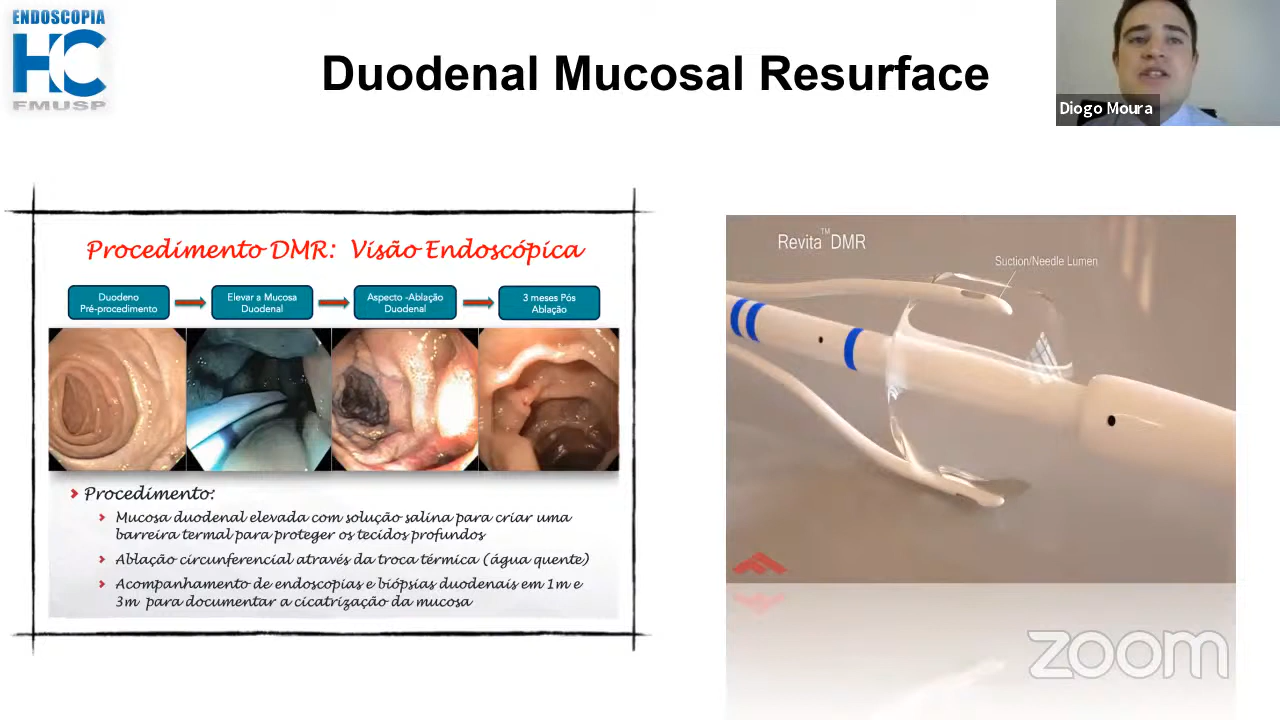 ENDOSCOPIA
HC
FMUSP
Duodenal Mucosal Resurface
Diogo Moura
Procedimento DMR: Visão Endoscópica
Duodeno
Pré-procedimento
Elevar a Mucosa
Duodenal
Aspecto -Ablação
Duodenal
3 meses Pós
Ablação
Procedimento:
Mucosa duodenal elevada com solução salina para criar uma
barreira termal para proteger os tecidos profundos
Ablação circunferencial através da troca térmica (água quente)
Acompanhamento de endoscopias e biópsias duodenais em 1m e
3m para documentar a cicatrização da mucosa
Revita™DMR
Suction/Needle Lumen
zoom